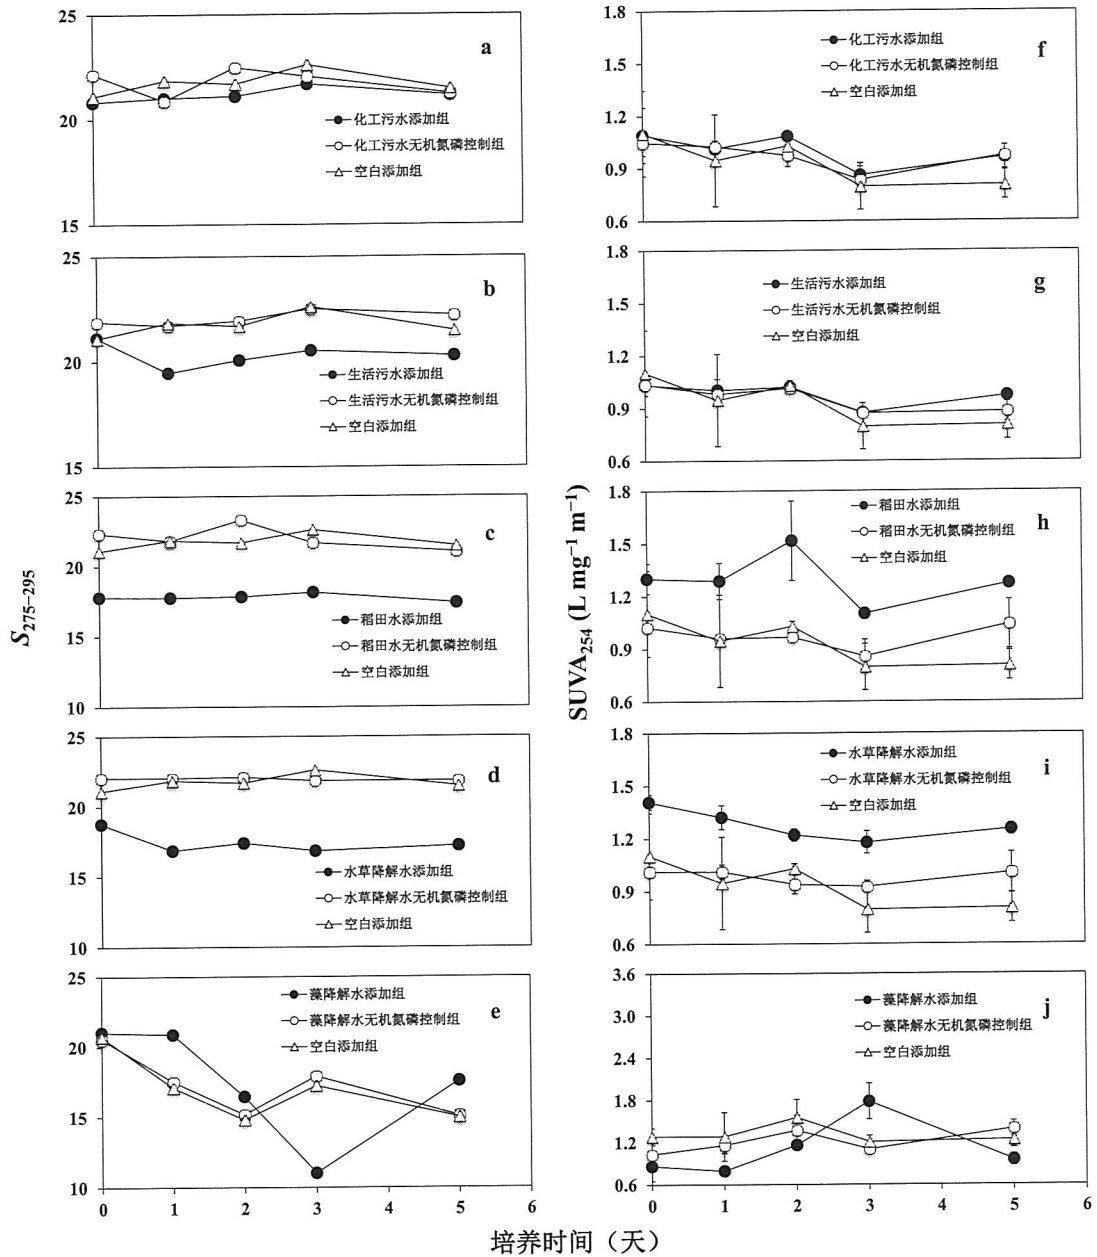 25
20
15
a
化工污水添加组
化工污水无机氮磷控制组
空白添加组
1.8
1.5
1.2
0.9
0.6
f
化工污水添加组
化工污水无机氮磷控制组
空白添加组
25
20
15
b
生活污水添加组
生活污水无机氮磷控制组
空白添加组
1.8
1.5
1.2
0.9
0.6
g
生活污水添加组
生活污水无机氮磷控制组
空白添加组
S275−295
25
20
15
10
c
稻田水添加组
稻田水无机氮磷控制组
空白添加组
SUVA254 (L mg−1 m−1)
1.8
1.5
1.2
0.9
0.6
h
稻田水添加组
稻田水无机氮磷控制组
空白添加组
25
20
15
10
d
水草降解水添加组
水草降解水无机氮磷控制组
空白添加组
1.8
1.5
1.2
0.9
0.6
i
水草降解水添加组
水草降解水无机氮磷控制组
空白添加组
25
20
15
10
e
藻降解水添加组
藻降解水无机氮磷控制组
空白添加组
0 1 2 3 4 5 6
3.6
3.0
2.4
1.8
1.2
0.6
j
藻降解水添加组
藻降解水无机氮磷控制组
空白添加组
0 1 2 3 4 5 6
培养时间（天）